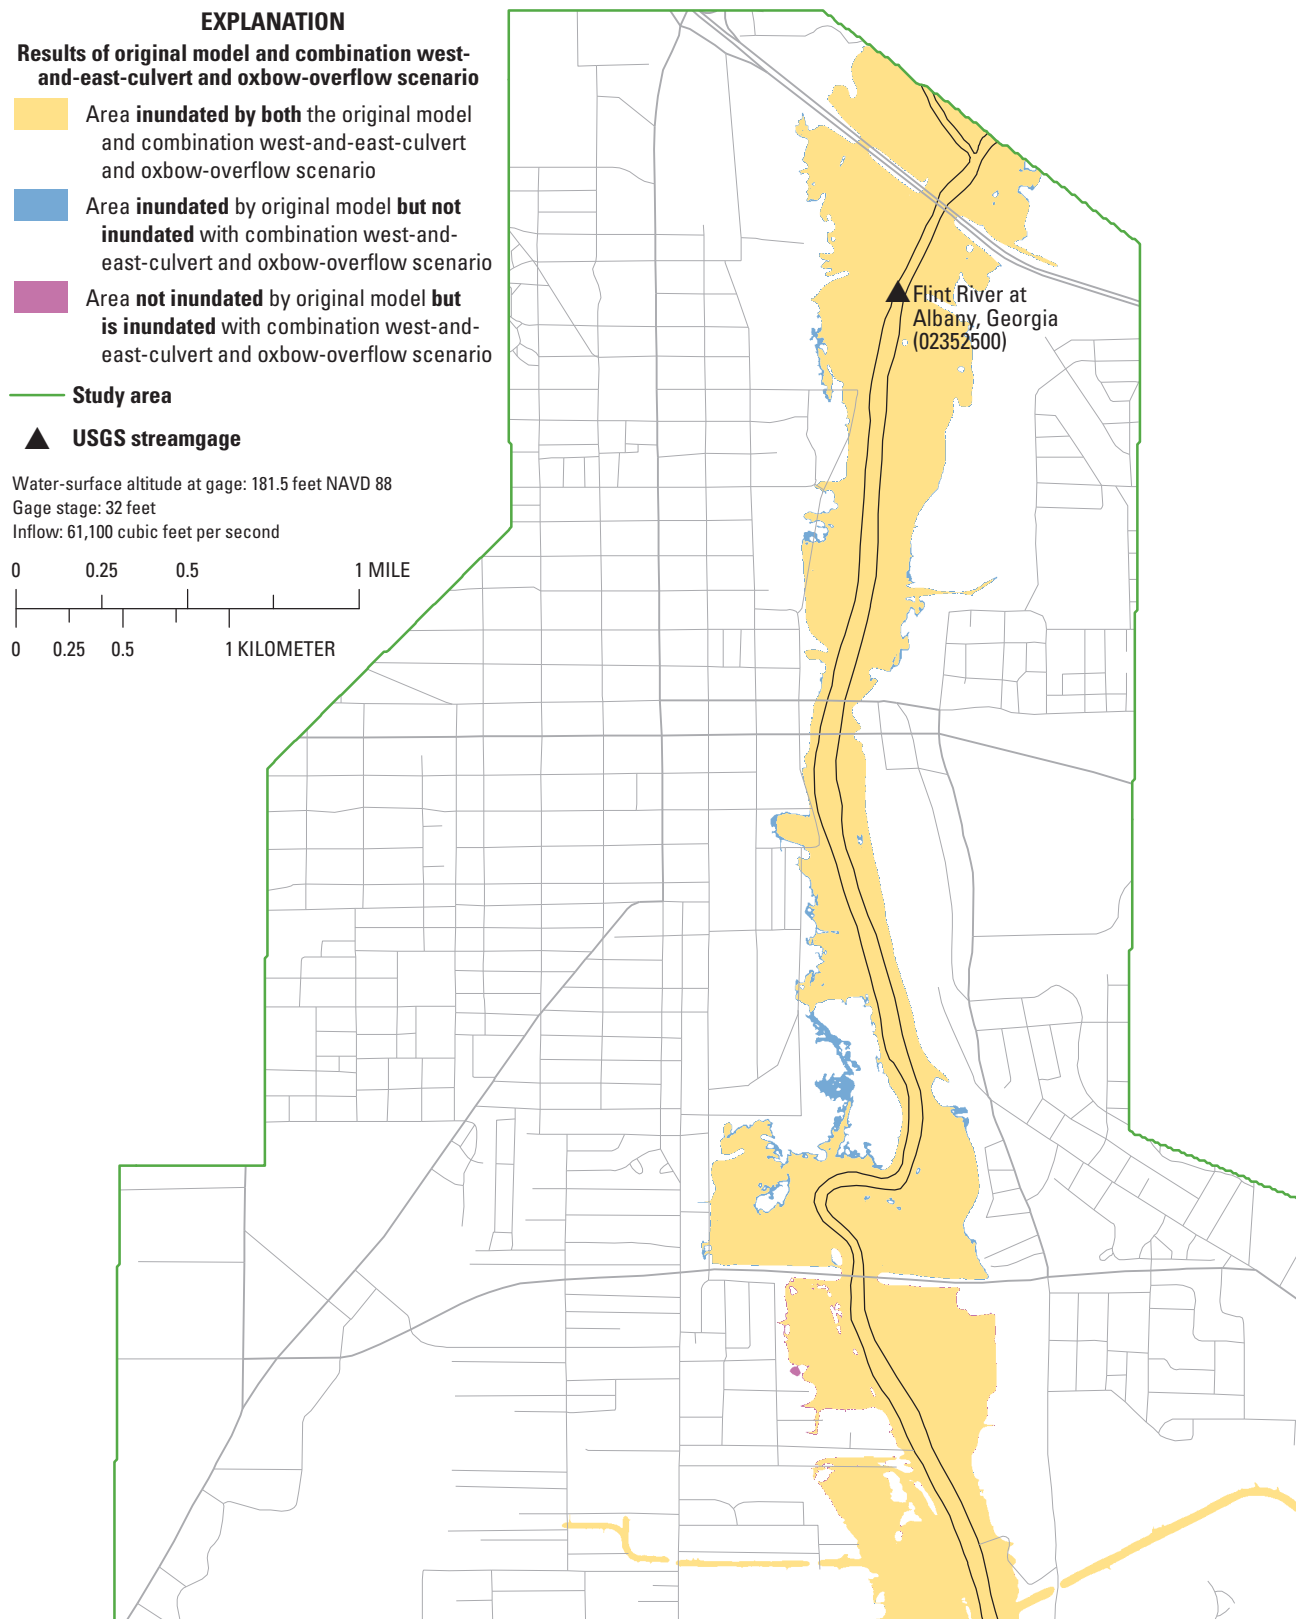 EXPLANATION
Results of original model and combination west-
and-east-culvert and oxbow-overflow scenario
Area inundated by both the original model
and combination west-and-east-culvert
and oxbow-overflow scenario
Area inundated by original model but not
inundated with combination west-and-
east-culvert and oxbow-overflow scenario
Area not inundated by original model but
is inundated with combination west-and-
east-culvert and oxbow-overflow scenario
Study area
USGS streamgage
Water-surface altitude at gage: 181.5 feet NAVD 88
Gage stage: 32 feet
Inflow: 61,100 cubic feet per second
0 0.25 0.5 1 MILE
0 0.25 0.5 1 KILOMETER
Flint River at
Albany, Georgia
(02352500)